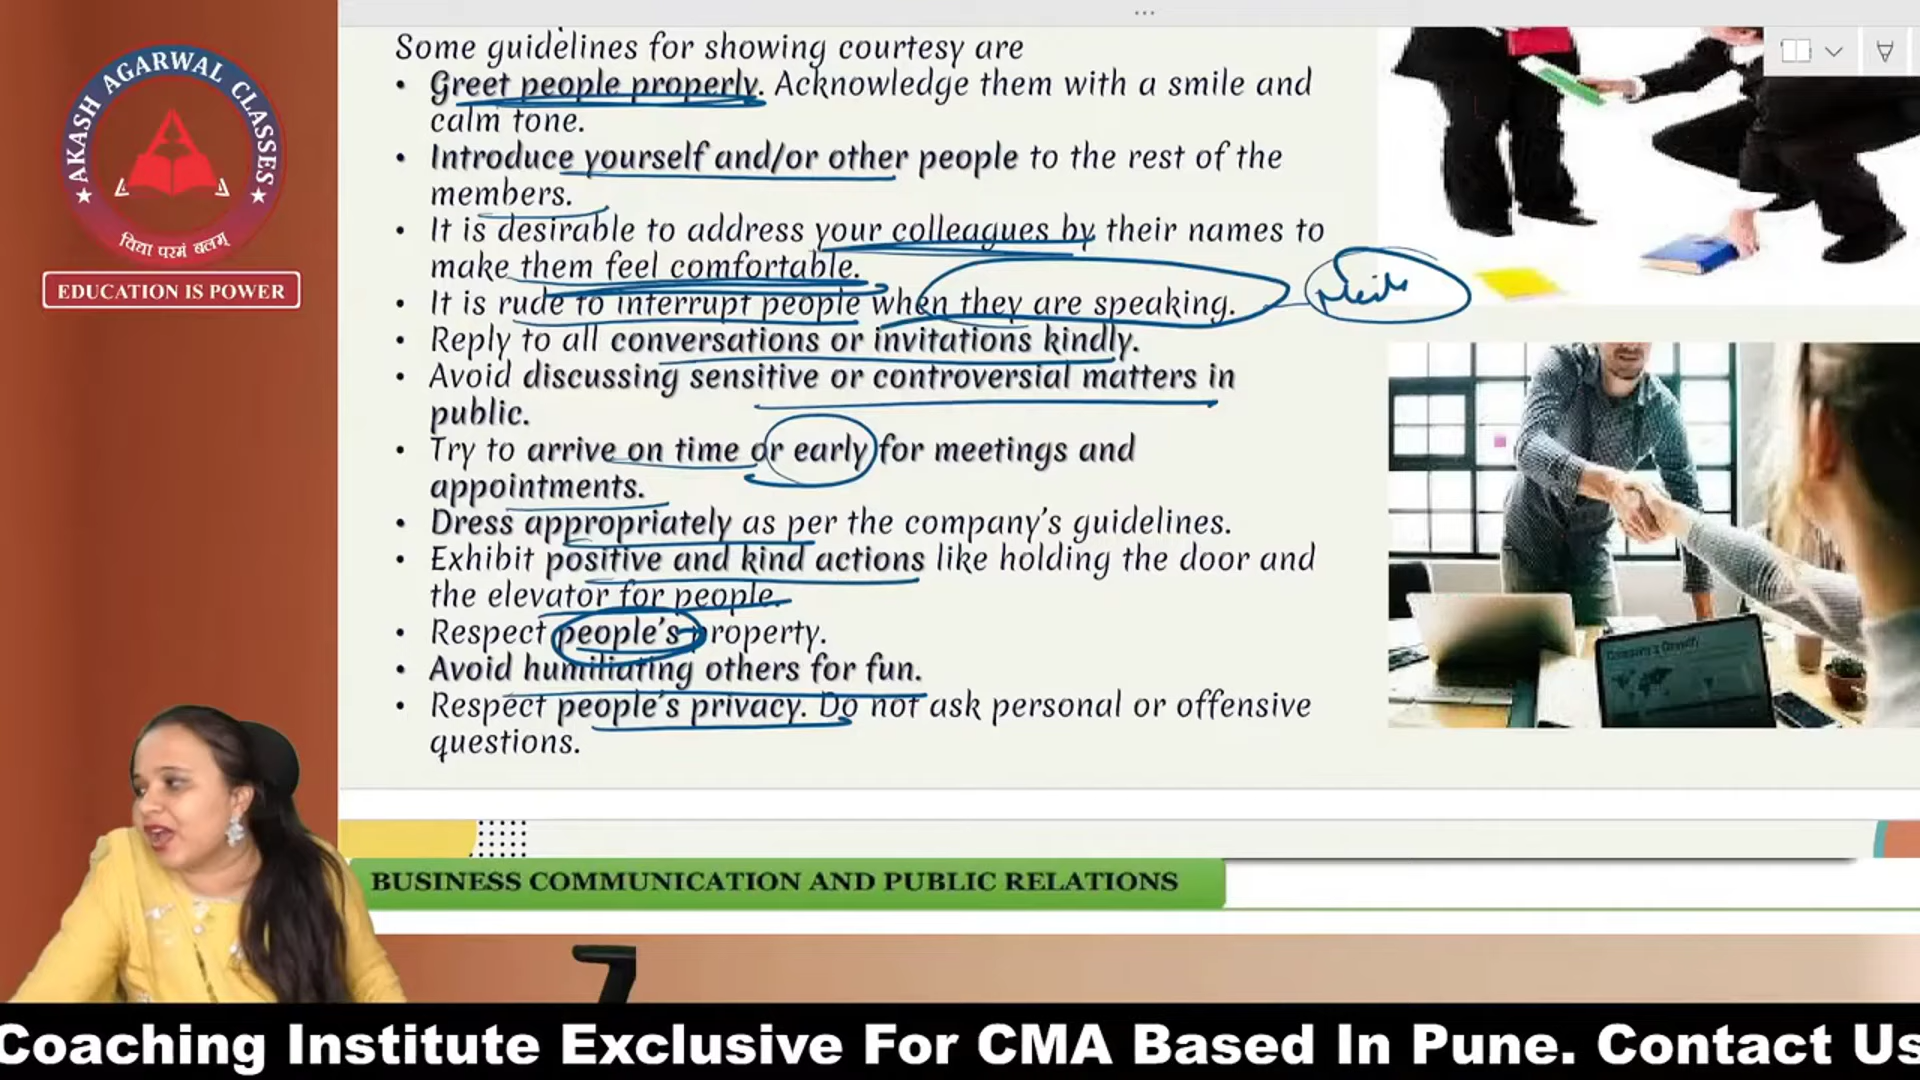 AKASH AGARWAL CLASSES
विद्या परमं बलम्
EDUCATION IS POWER
Some guidelines for showing courtesy are
• Greet people properly. Acknowledge them with a smile and
calm tone.
• Introduce yourself and/or other people to the rest of the
members.
• It is desirable to address your colleagues by their names to
make them feel comfortable.
• It is rude to interrupt people when they are speaking.
• Reply to all conversations or invitations kindly.
• Avoid discussing sensitive or controversial matters in
public.
• Try to arrive on time or early for meetings and
appointments.
• Dress appropriately as per the company's guidelines.
• Exhibit positive and kind actions like holding the door and
the elevator for people.
• Respect people's property.
• Avoid humiliating others for fun.
• Respect people's privacy. Do not ask personal or offensive
questions.
Company's Growth
BUSINESS COMMUNICATION AND PUBLIC RELATIONS
Coaching Institute Exclusive For CMA Based In Pune. Contact Us